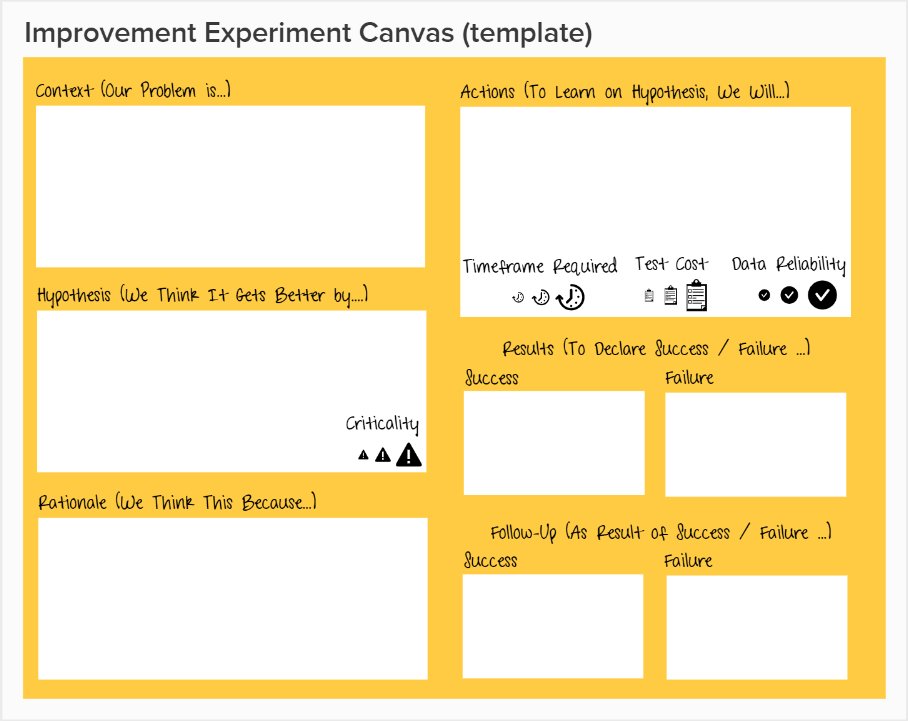 Improvement Experiment Canvas (template)
Context (Our Problem is...)
Hypothesis (We Think It Gets Better by....)
Criticality
Rationale (We Think This Because...)
Actions (To Learn on Hypothesis, We Will...)
Timeframe Required
Test Cost
Data Reliability
Results (To Declare Success / Failure ...)
Success
Failure
Follow-Up (As Result of Success / Failure ...)
Success
Failure